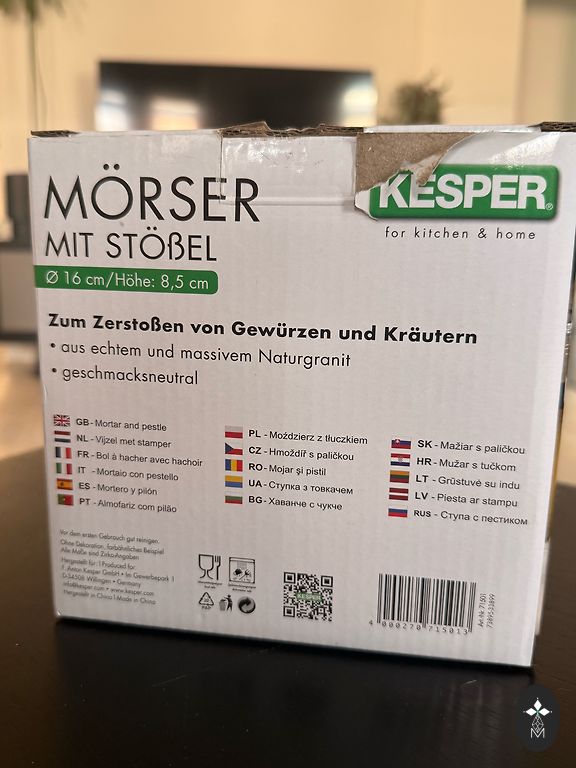 MÖRSER
MIT STÖßEL
Ø 16 cm/Höhe: 8,5 cm
KESPER®
for kitchen & home
Zum Zerstoßen von Gewürzen und Kräutern
• aus echtem und massivem Naturgranit
• geschmacksneutral
GB - Mortar and pestle
NL - Vijzel met stamper
FR - Bol à hacher avec hachoir
IT - Mortaio con pestello
ES - Mortero y pilón
PT - Almofariz com pilão
PL - Moździerz z tłuczkiem
CZ - Hmoždíř s paličkou
RO - Mojar și pistil
UA - Ступка з товкачем
BG - Хаванче с чукче
SK - Mažiar s paličkou
HR - Mužar s tučkom
LT - Grūstuvė su indu
LV - Piesta ar stampu
RUS - Ступка с пестиком
Vor dem ersten Gebrauch gut reinigen.
Ohne Dekoration, farbähnliches Beispiel
Alle Maße sind Zirka-Angaben
Hergestellt für: | Produced for:
F. Anton Kesper GmbH • Im Gewerbepark 1
D-34508 Willingen • Germany
info@kesper.com • www.kesper.com
Hergestellt in China | Made in China
PAP
KESPER
4 000270 715013
Art.-Nr. 71501
M